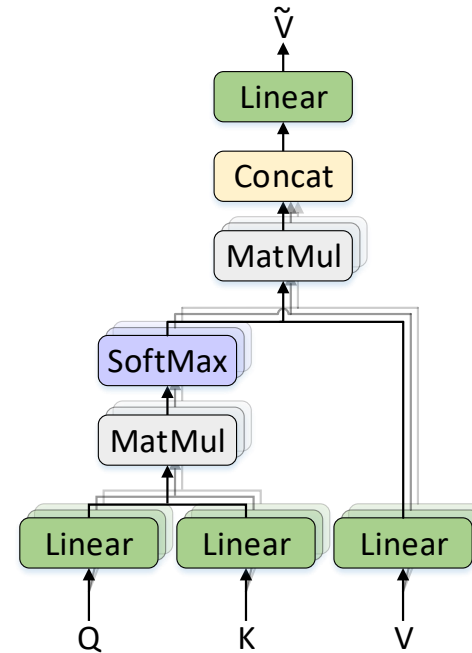 Ṽ
Linear
Concat
MatMul
SoftMax
MatMul
Linear Linear Linear
Q K V